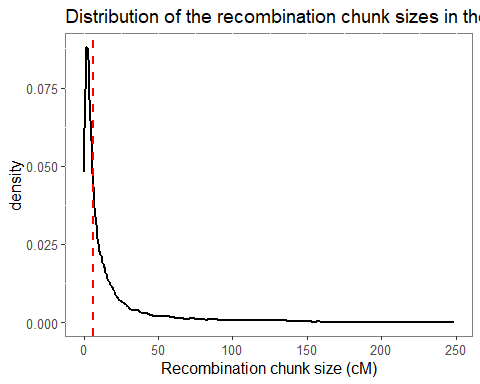 Distribution of the recombination chunk sizes in the
density
0.075
0.050
0.025
0.000
0 50 100 150 200 250
Recombination chunk size (cM)